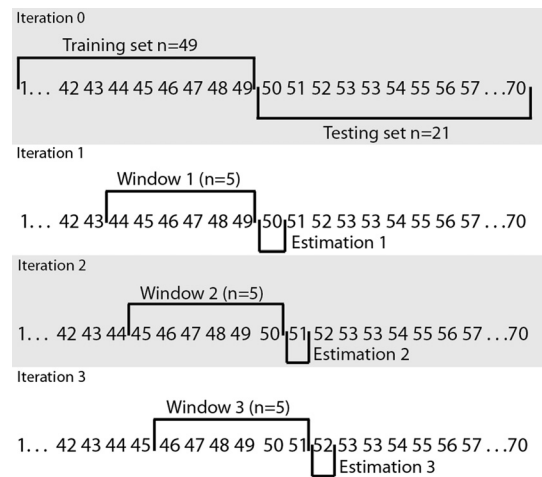 Iteration 0
Training set n=49
1... 42 43 44 45 46 47 48 49 50 51 52 53 53 54 55 56 57 ...70
Testing set n=21
Iteration 1
Window 1 (n=5)
1... 42 43 44 45 46 47 48 49 50 51 52 53 53 54 55 56 57 ...70
Estimation 1
Iteration 2
Window 2 (n=5)
1... 42 43 44 45 46 47 48 49 50 51 52 53 53 54 55 56 57 ...70
Estimation 2
Iteration 3
Window 3 (n=5)
1... 42 43 44 45 46 47 48 49 50 51 52 53 53 54 55 56 57 ...70
Estimation 3